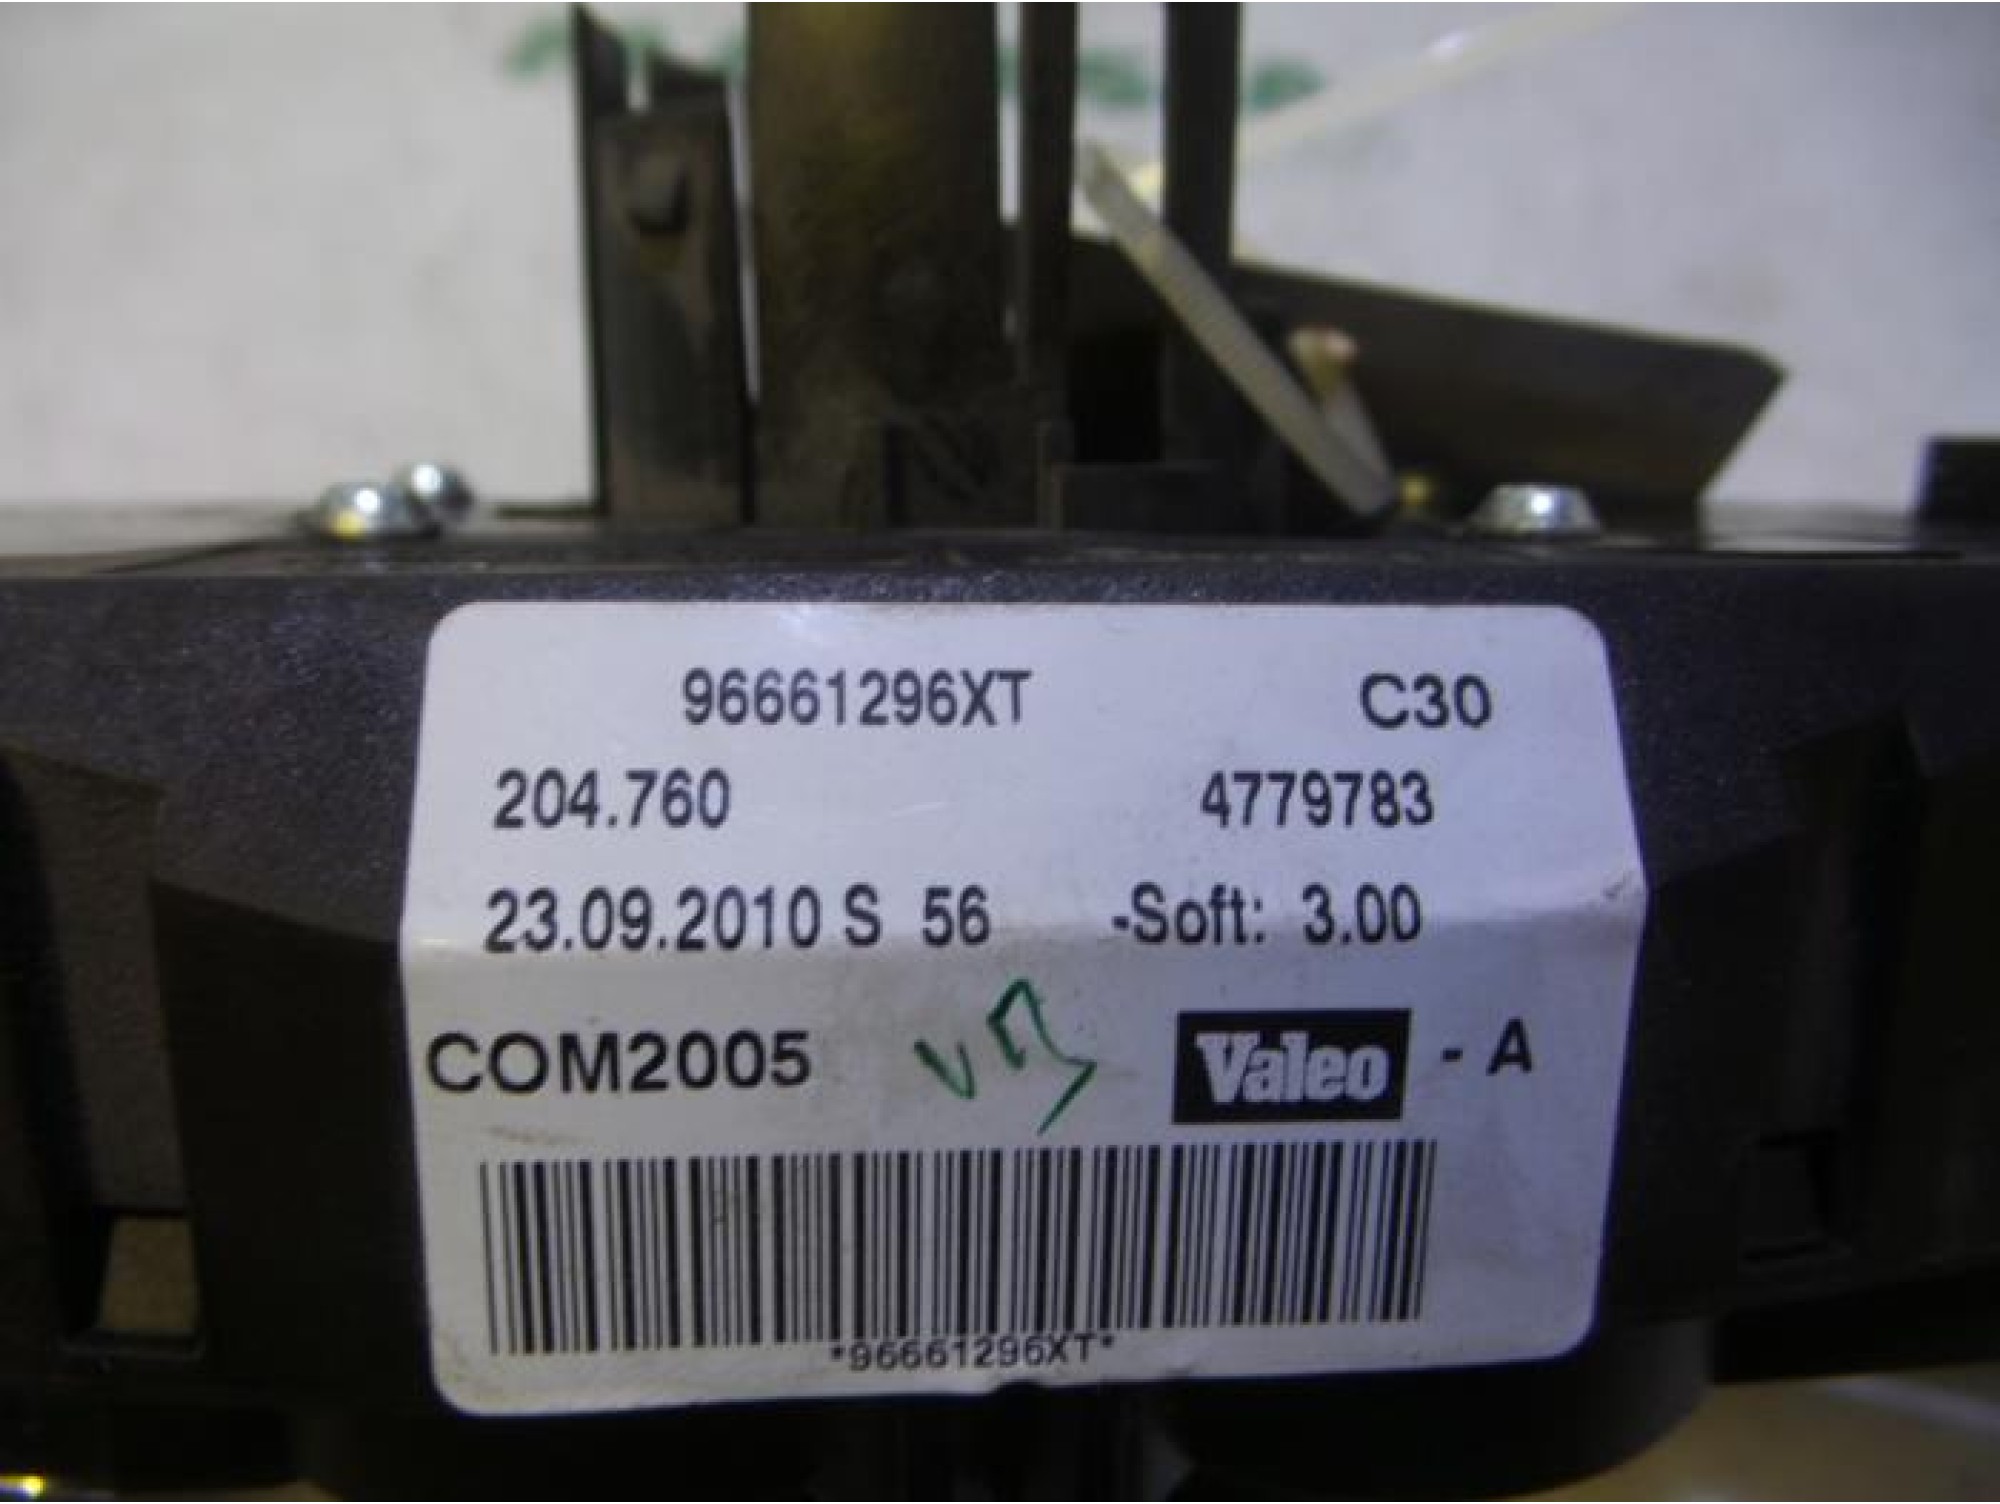 96661296XT C30
204.760 4779783
23.09.2010 S 56 -Soft: 3.00
COM2005 Valeo - A
*96661296XT*